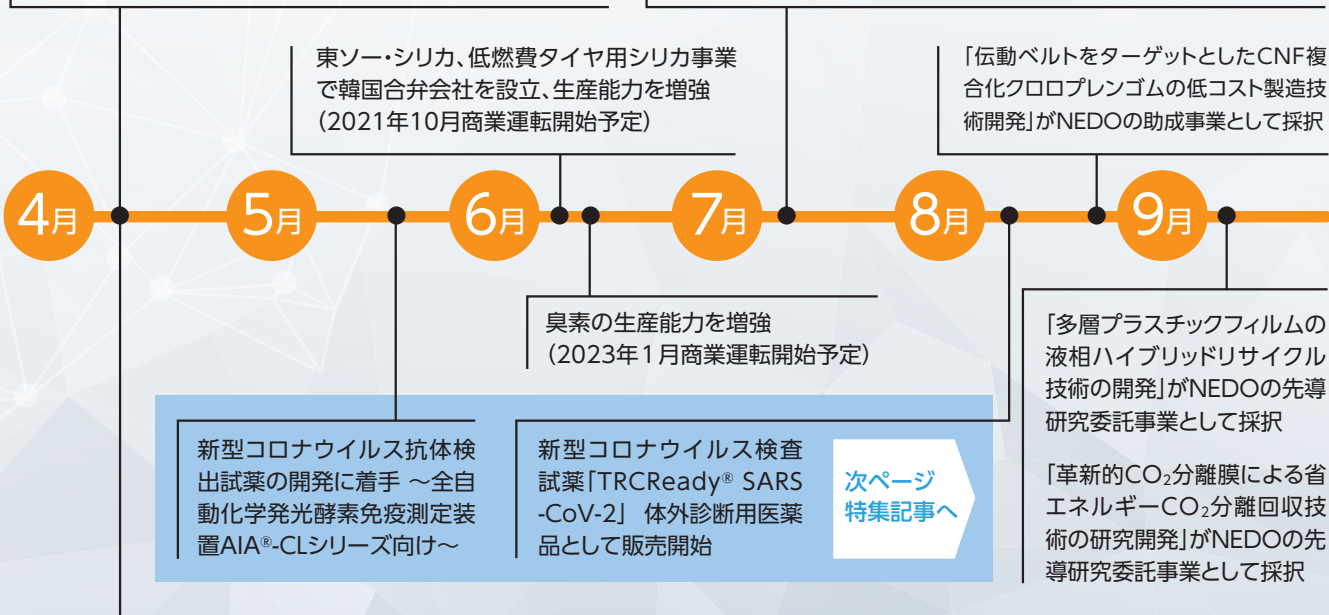 東ソー・シリカ、低燃費タイヤ用シリカ事業
で韓国合弁会社を設立、生産能力を増強
（2021年10月商業運転開始予定）
「伝動ベルトをターゲットとしたCNF複
合化クロロプレンゴムの低コスト製造技
術開発」がNEDOの助成事業として採択
4月
5月
6月
7月
8月
9月
臭素の生産能力を増強
（2023年1月商業運転開始予定）
新型コロナウイルス抗体検
出試薬の開発に着手 ～全自
動化学発光酵素免疫測定装
置AIA®-CLシリーズ向け～
新型コロナウイルス検査
試薬「TRCReady® SARS
-CoV-2」 体外診断用医薬
品として販売開始
次ページ
特集記事へ
「多層プラスチックフィルムの
液相ハイブリッドリサイクル
技術の開発」がNEDOの先導
研究委託事業として採択
「革新的CO₂分離膜による省
エネルギーCO₂分離回収技
術の研究開発」がNEDOの先
導研究委託事業として採択